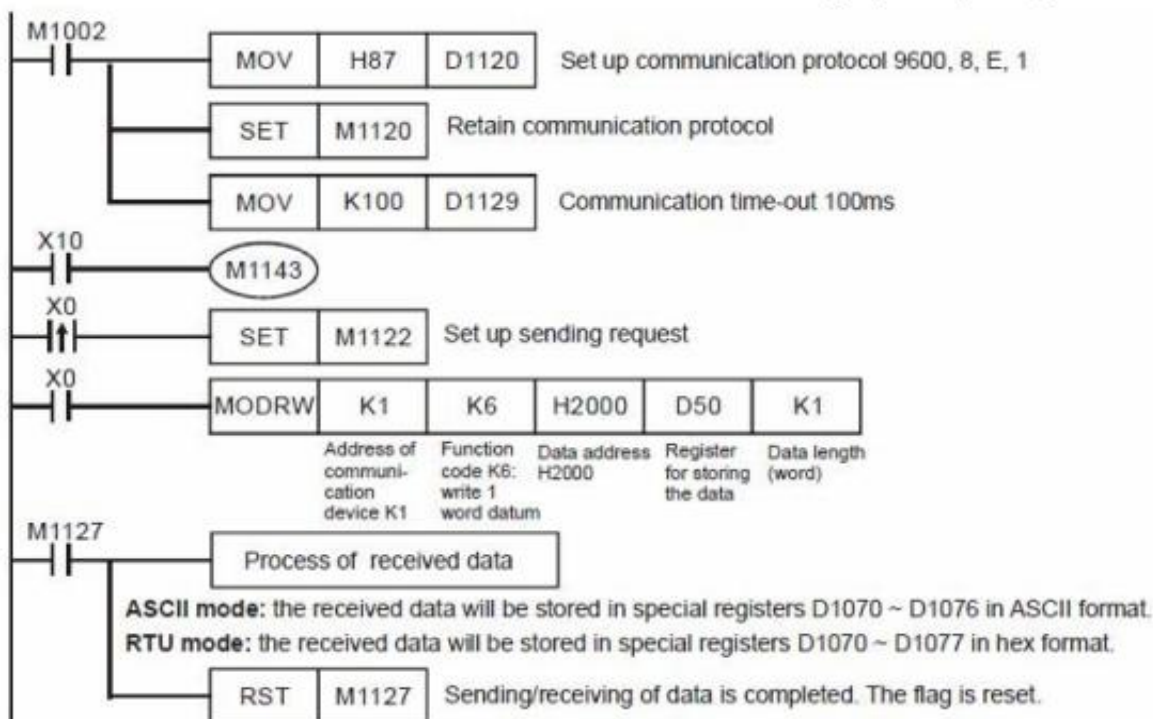 M1002
MOV H87 D1120 Set up communication protocol 9600, 8, E, 1
SET M1120 Retain communication protocol
MOV K100 D1129 Communication time-out 100ms
X10
M1143
X0
SET M1122 Set up sending request
X0
MODRW K1 K6 H2000 D50 K1
Address of Function Data address Register Data length
communi- code K6: H2000 for storing (word)
cation write 1 the data
device K1 word datum
M1127
Process of received data
ASCII mode: the received data will be stored in special registers D1070 ~ D1076 in ASCII format.
RTU mode: the received data will be stored in special registers D1070 ~ D1077 in hex format.
RST M1127 Sending/receiving of data is completed. The flag is reset.